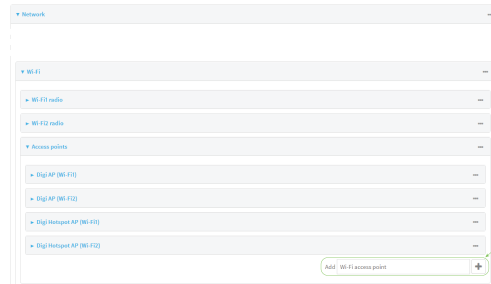 Network
Wi-Fi
Wi-Fi1 radio
Wi-Fi2 radio
Access points
Digi AP (Wi-Fi1)
Digi AP (Wi-Fi2)
Digi Hotspot AP (Wi-Fi1)
Digi Hotspot AP (Wi-Fi2)
Add Wi-Fi access point